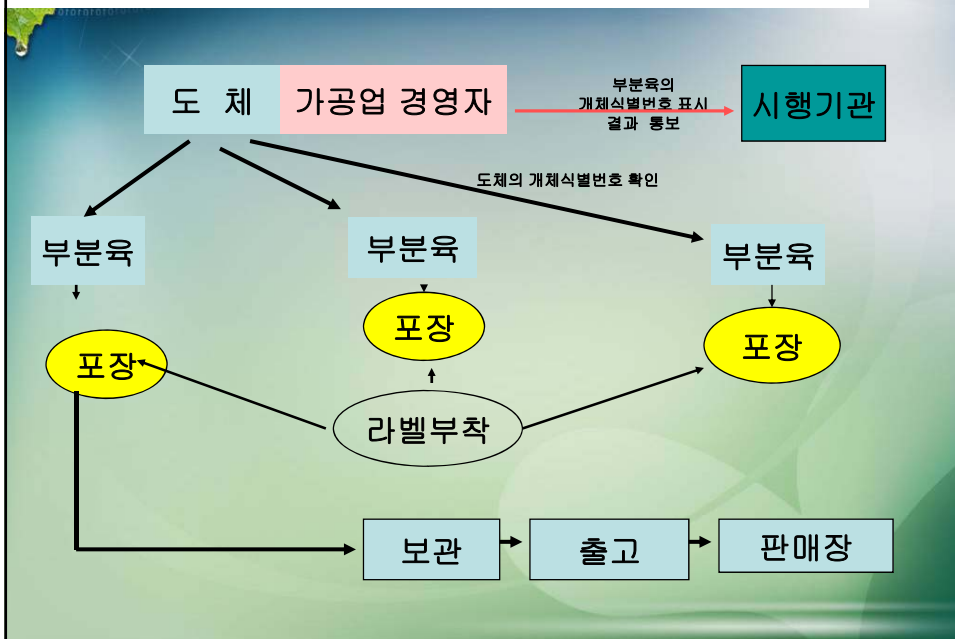 도 체
가공업 경영자
부분육의
개체식별번호 표시
결과 통보
시행기관
도체의 개체식별번호 확인
부분육
부분육
부분육
포장
포장
포장
라벨부착
보관
출고
판매장